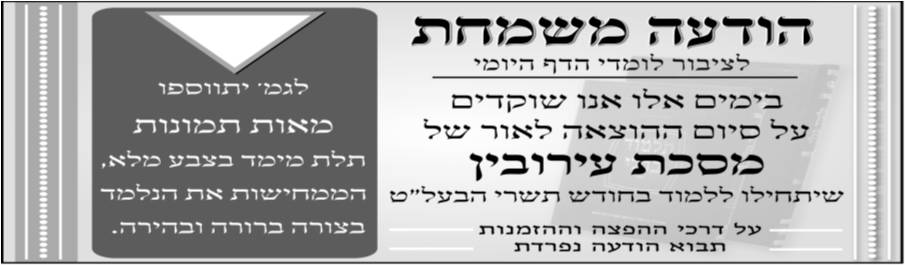 הודעה משמחת
לציבור לומדי הדף היומי
בימים אלו אנו שוקדים
על סיום ההוצאה לאור של
מסכת עירובין
שיתחילו ללמוד בחודש תשרי הבעל״ט
על דרכי ההפצה וההזמנות
תבוא הודעה נפרדת
לגמ׳ יתווספו
מאות תמונות
תלת מימד בצבע מלא,
הממחישות את הנלמד
בצורה ברורה ובהירה.